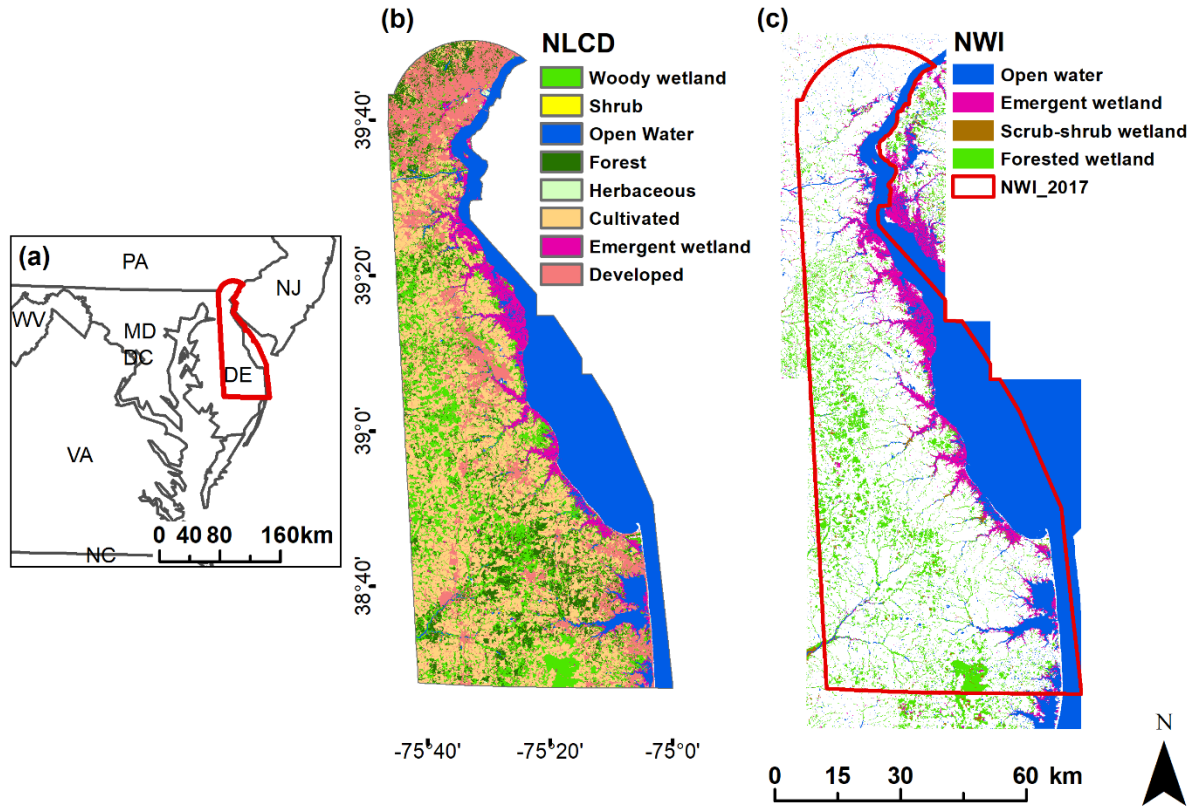 (a)
PA
NJ
WV
MD
DC
DE
VA
NC
0 40 80 160km
(b)
NLCD
Woody wetland
Shrub
Open Water
Forest
Herbaceous
Cultivated
Emergent wetland
Developed
39°40'
39°20'
39°0'
38°40'
-75°40' -75°20' -75°0'
(c)
NWI
Open water
Emergent wetland
Scrub-shrub wetland
Forested wetland
NWI_2017
N
0 15 30 60 km